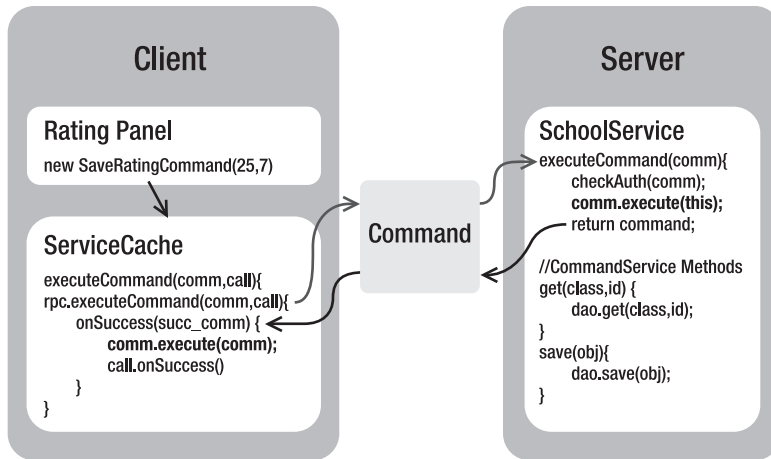 Client
Rating Panel
new SaveRatingCommand(25,7)
ServiceCache
executeCommand(comm,call){
rpc.executeCommand(comm,call){
onSuccess(succ_comm) {
comm.execute(comm);
call.onSuccess()
}
}
Command
Server
SchoolService
executeCommand(comm){
checkAuth(comm);
comm.execute(this);
return command;
//CommandService Methods
get(class,id) {
dao.get(class,id);
}
save(obj){
dao.save(obj);
}